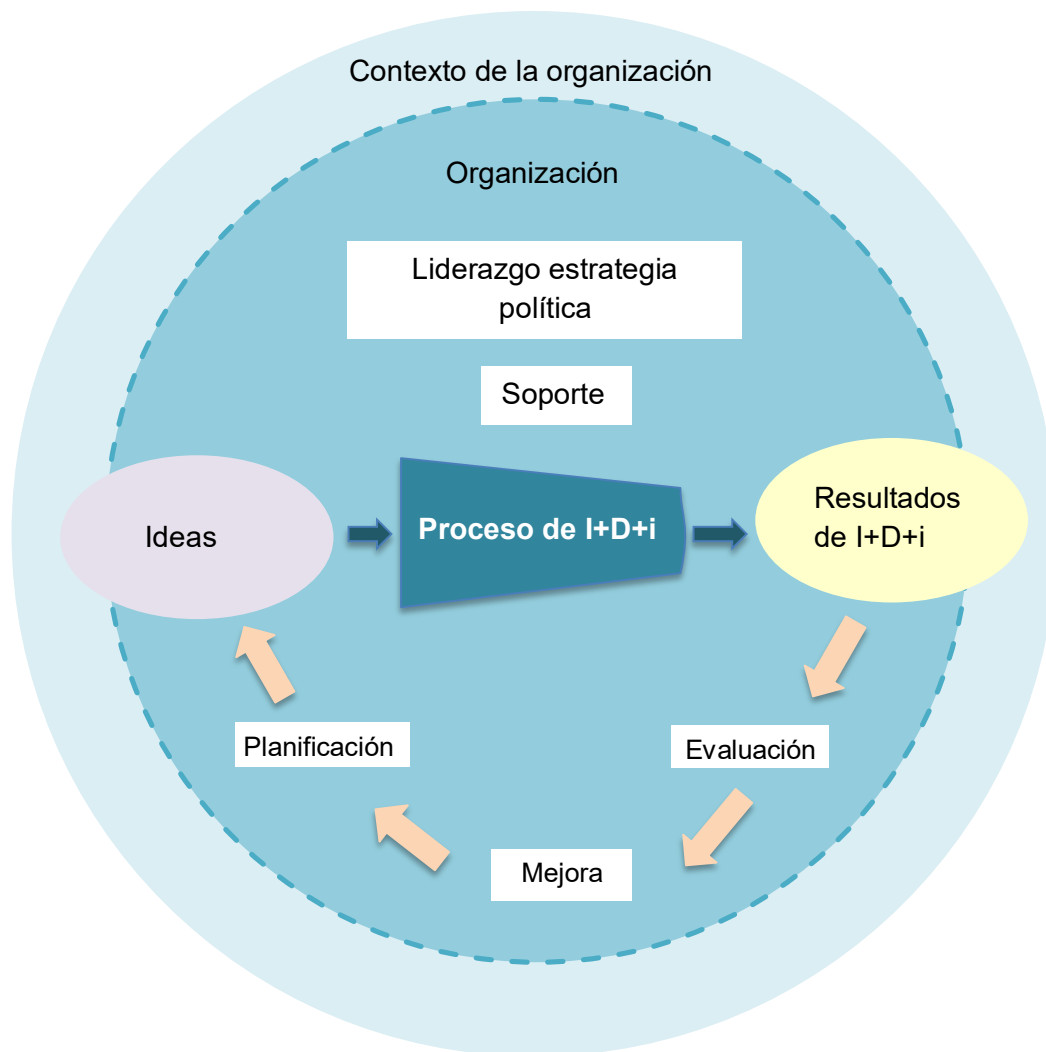 Contexto de la organización
Organización
Liderazgo estrategia
política
Soporte
Ideas
Proceso de I+D+i
Resultados
de I+D+i
Planificación
Evaluación
Mejora